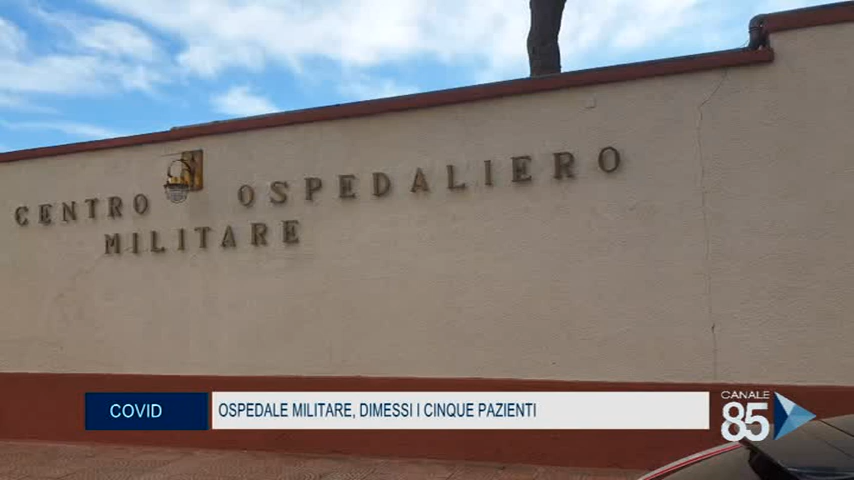 CENTRO OSPEDALIERO
MILITARE
COVID
OSPEDALE MILITARE, DIMESSI I CINQUE PAZIENTI
CANALE
85